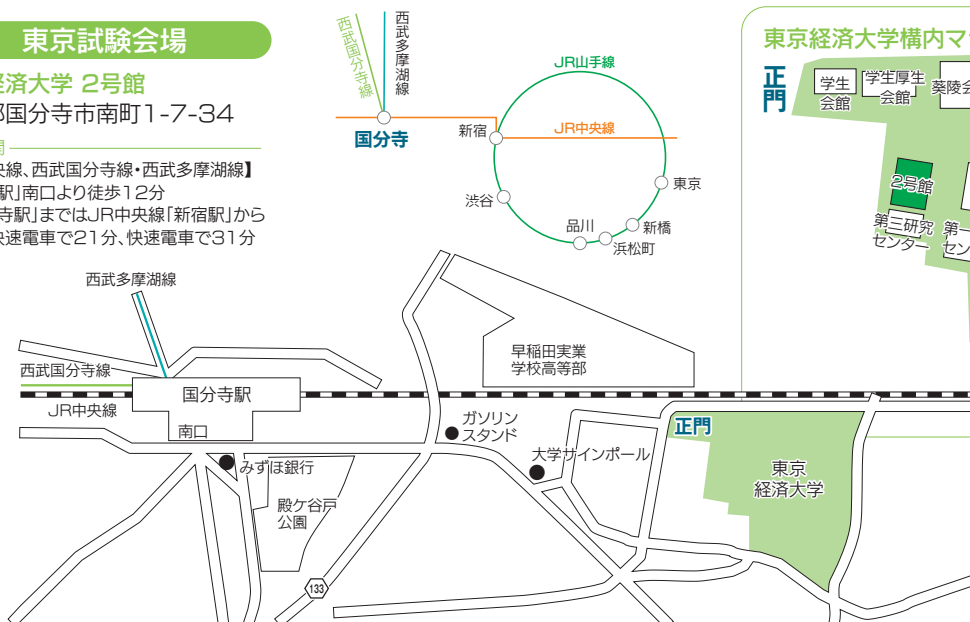 東京試験会場
経済大学 2号館
都国分寺市南町1-7-34
央線、西武国分寺線・西武多摩湖線】
駅」南口より徒歩12分
寺駅」まではJR中央線「新宿駅」から
快速電車で21分、快速電車で31分
西武国分寺線
西武多摩湖線
国分寺
JR山手線
JR中央線
新宿
渋谷
品川
浜松町
新橋
東京
東京経済大学構内マ
正門
学生
会館
学生厚生
会館
葵陵会
2号館
第三研究
センター
第一
セン
西武多摩湖線
西武国分寺線
JR中央線
国分寺駅
南口
みずほ銀行
殿ケ谷戸
公園
133
早稲田実業
学校高等部
ガソリン
スタンド
大学サインポール
正門
東京
経済大学